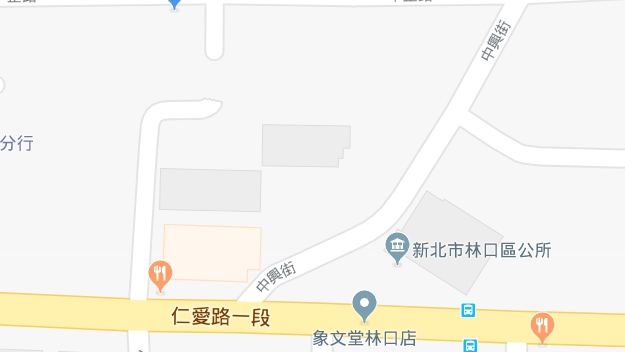 中興街
分行
新北市林口區公所
中興街
仁愛路一段
象文堂林口店